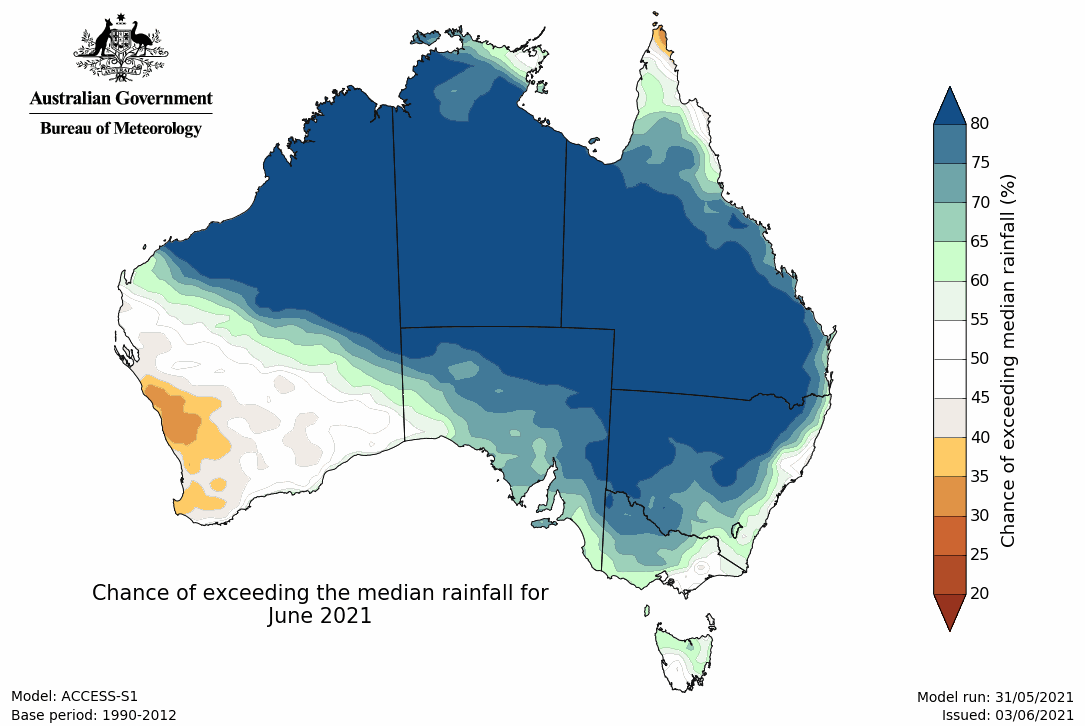 Australian Government
Bureau of Meteorology
80
75
70
65
60
55
50
45
40
35
30
25
20
Chance of exceeding median rainfall (%)
Chance of exceeding the median rainfall for
June 2021
Model: ACCESS-S1
Base period: 1990-2012
Model run: 31/05/2021
Issued: 03/06/2021